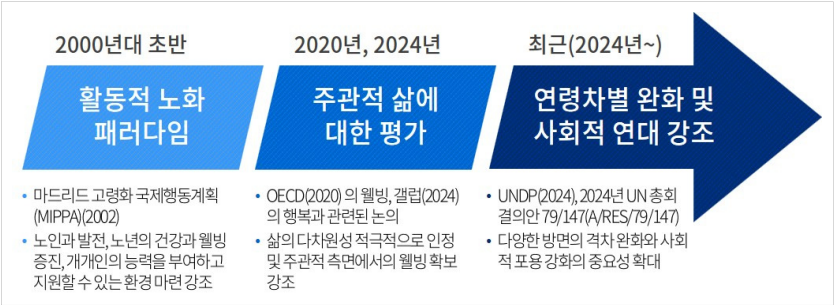 2000년대 초반
활동적 노화
패러다임
• 마드리드 고령화 국제행동계획
(MIPPA)(2002)
• 노인과 발전, 노년의 건강과 웰빙
증진, 개개인의 능력을 부여하고
지원할 수 있는 환경 마련 강조
2020년, 2024년
주관적 삶에
대한 평가
• OECD(2020) 의 웰빙, 갤럽(2024)
의 행복과 관련된 논의
• 삶의 다차원성 적극적으로 인정
및 주관적 측면에서의 웰빙 확보
강조
최근(2024년~)
연령차별 완화 및
사회적 연대 강조
• UNDP(2024), 2024년 UN 총회
결의안 79/147(A/RES/79/147)
• 다양한 방면의 격차 완화와 사회
적 포용 강화의 중요성 확대